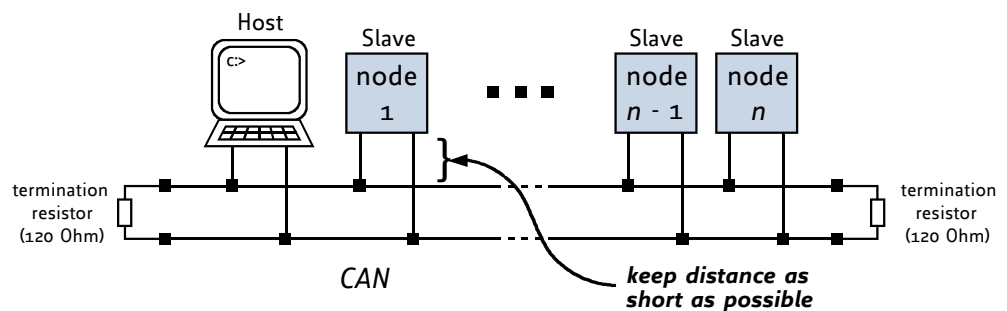 Host
C:>
Slave
node
1
Slave
node
n - 1
Slave
node
n
termination
resistor
(120 Ohm)
termination
resistor
(120 Ohm)
CAN
keep distance as
short as possible